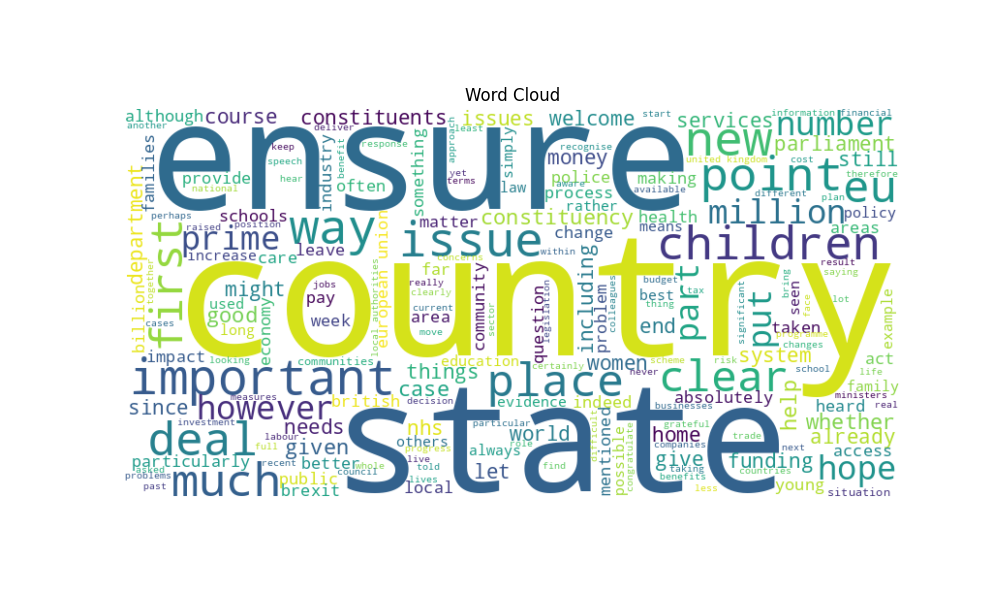 Word Cloud
although course constituents issues welcome start services information financial number
another deliver least simply recognise new parliament
ensure
families keep speech response benefit hear industry often something approach yet terms law money police process rather making united kingdom cost still therefore
provide national aware available different plan
department perhaps schools matter constituency health point eu
raised position means million policy areas
first prime way issue change children
increase care leave european union concerns within result saying
together might used good long economy jobs pay week really far clearly community including problem colleagues budget best thing tax part significant put bring seen face lot example
country
billion cases local authorities current area move sector question legislation end taken programme changes
impact looking communities education certainly women never scheme risk system school act life
important things place clear family
measures case british decision evidence indeed businesses absolutely help ministers real
since however needs nhs particular role mentioned difficult grateful home trade heard whether
investment labour others progress world companies next already
deal given full always possible congratulate give taking funding access
state
particularly recent better whole told let find countries hope
asked problems council live lives benefits young
past much public brexit local less situation